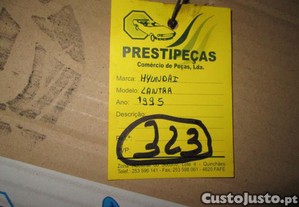 PRESTIPEÇAS
Comércio de Peças, Lda.
Marca: HYUNDAI
Modelo: LANTRA
Ano: 1995
Descrição:
323
CustoJusto.pt